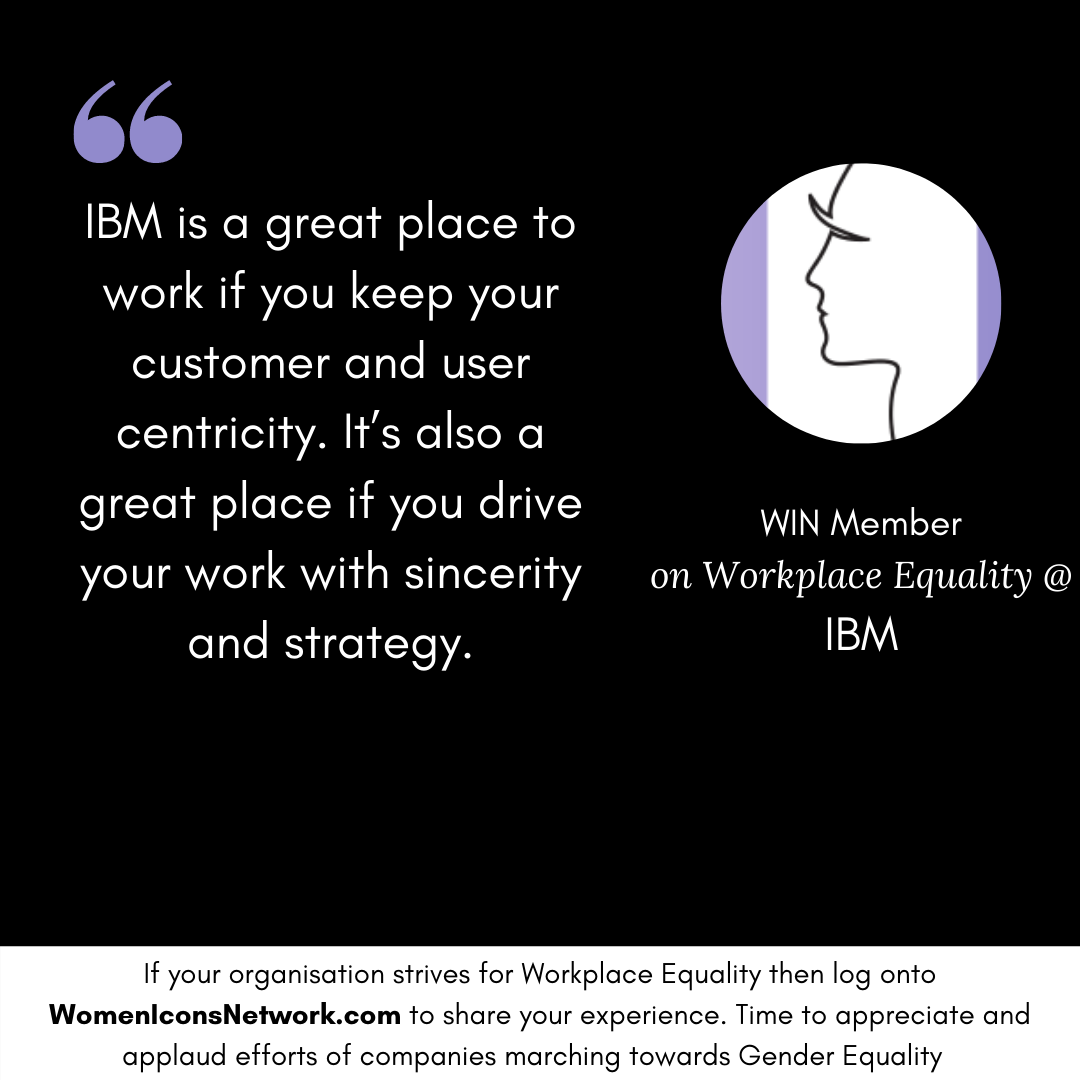 “
IBM is a great place to
work if you keep your
customer and user
centricity. It’s also a
great place if you drive
your work with sincerity
and strategy.
WIN Member
on Workplace Equality @
IBM
If your organisation strives for Workplace Equality then log onto
WomenIconsNetwork.com to share your experience. Time to appreciate and
applaud efforts of companies marching towards Gender Equality